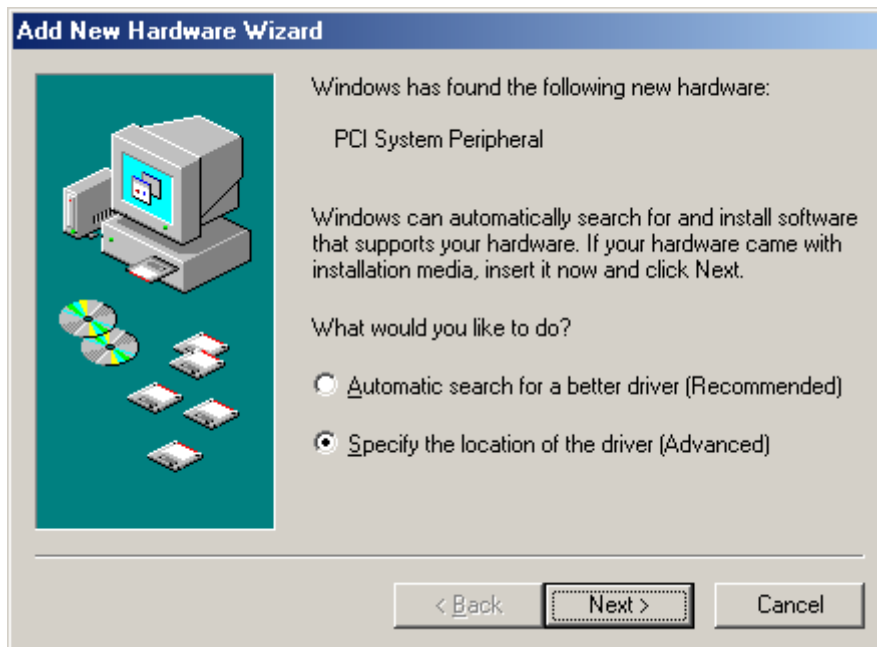 Add New Hardware Wizard
Windows has found the following new hardware:
PCI System Peripheral
Windows can automatically search for and install software
that supports your hardware. If your hardware came with
installation media, insert it now and click Next.
What would you like to do?
Automatic search for a better driver (Recommended)
Specify the location of the driver (Advanced)
< Back Next > Cancel